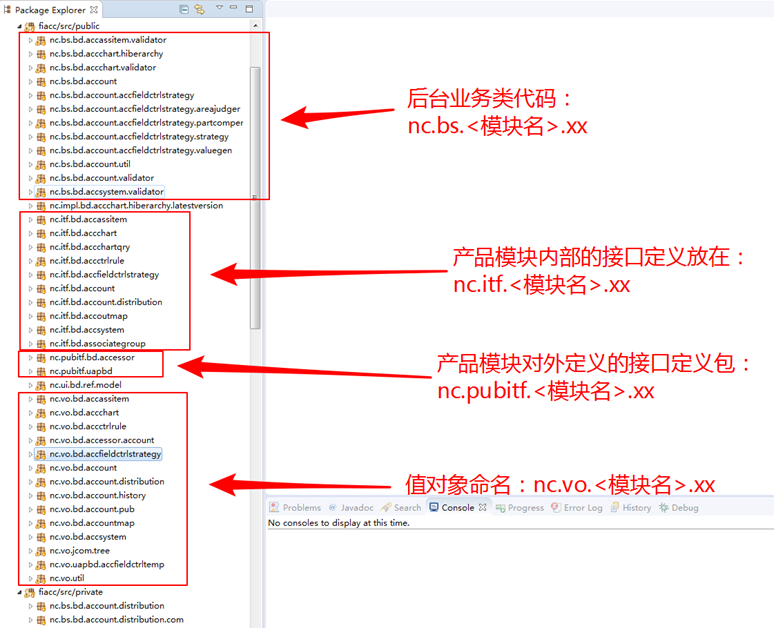 Package Explorer
fiacc/src/public
nc.bs.bd.accassitem.validator
nc.bs.bd.accchart.hiberarchy
nc.bs.bd.accchart.validator
nc.bs.bd.account
nc.bs.bd.account.accfieldctrlstrategy
nc.bs.bd.account.accfieldctrlstrategy.areajudger
nc.bs.bd.account.accfieldctrlstrategy.partcomper
nc.bs.bd.account.accfieldctrlstrategy.strategy
nc.bs.bd.account.accfieldctrlstrategy.valuegen
nc.bs.bd.account.util
nc.bs.bd.account.validator
nc.bs.bd.accsystem.validator
nc.impl.bd.accchart.hiberarchy.latestversion
nc.itf.bd.accassitem
nc.itf.bd.accchart
nc.itf.bd.accchartqry
nc.itf.bd.accctrlrule
nc.itf.bd.accfieldctrlstrategy
nc.itf.bd.account
nc.itf.bd.account.distribution
nc.itf.bd.accoutmap
nc.itf.bd.accsystem
nc.itf.bd.associategroup
nc.pubitf.bd.accessor
nc.pubitf.uapbd
nc.ui.bd.ref.model
nc.vo.bd.accassitem
nc.vo.bd.accchart
nc.vo.bd.accctrlrule
nc.vo.bd.accessor.account
nc.vo.bd.accfieldctrlstrategy
nc.vo.bd.account
nc.vo.bd.account.distribution
nc.vo.bd.account.history
nc.vo.bd.account.pub
nc.vo.bd.accountmap
nc.vo.bd.accsystem
nc.vo.jcom.tree
nc.vo.uapbd.accfieldctrltemp
nc.vo.util
fiacc/src/private
nc.bs.bd.account.distribution
nc.bs.bd.account.distribution.com
后台业务类代码：
nc.bs.<模块名>.xx
产品模块内部的接口定义放在：
nc.itf.<模块名>.xx
产品模块对外定义的接口定义包：
nc.pubitf.<模块名>.xx
值对象命名：nc.vo.<模块名>.xx
Problems Javadoc Search Console Progress Error Log History Debug
No consoles to display at this time.